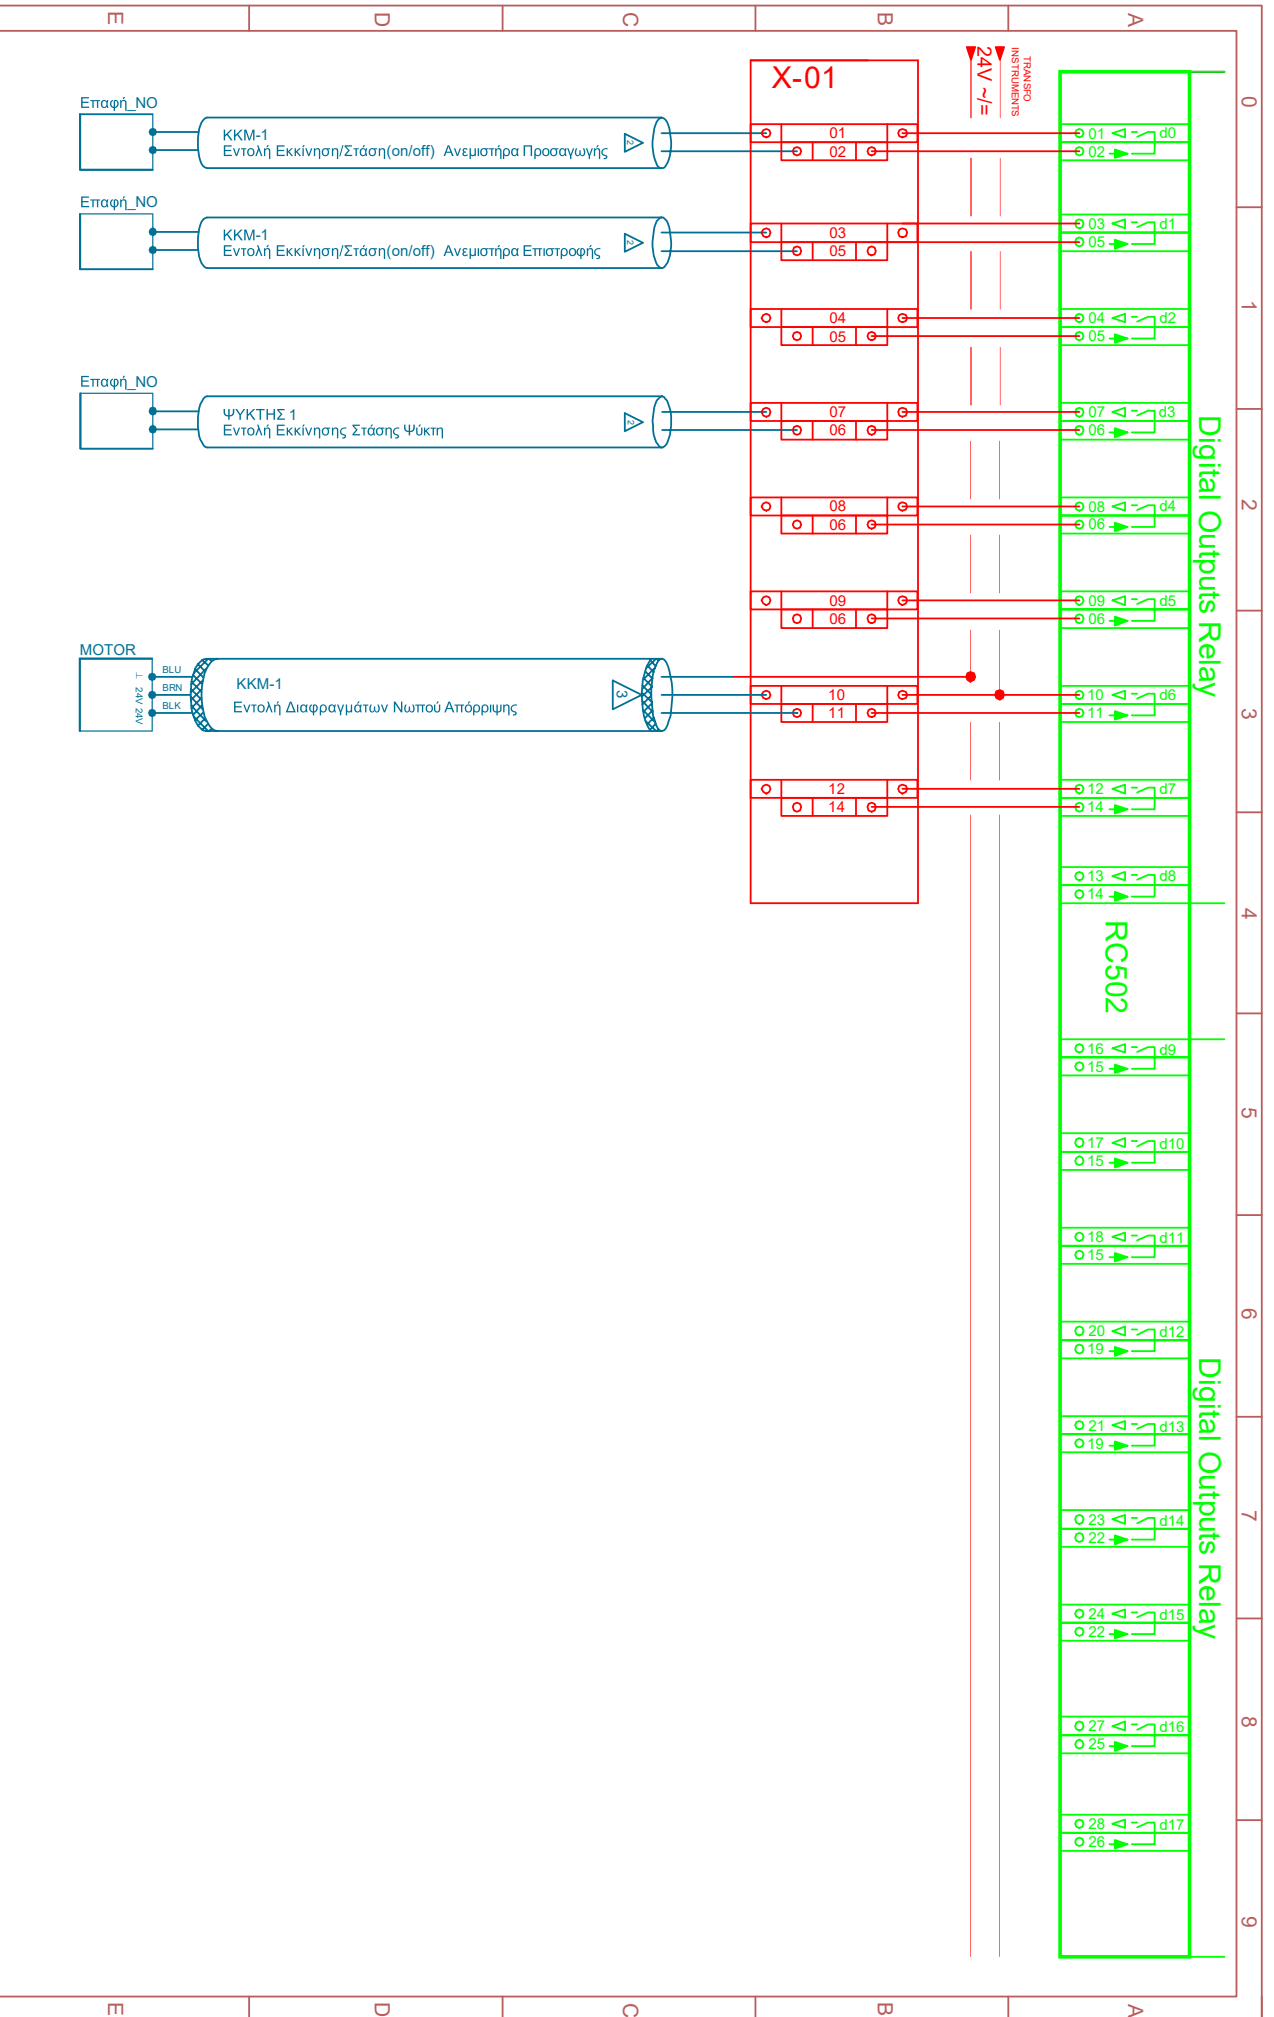 E D C B A
0
1
2
3
4
5
6
7
8
9
TRANSFO
INSTRUMENTS
24V ~/=
X-01
Επαφή_NO
KKM-1
Εντολή Εκκίνηση/Στάση(on/off) Ανεμιστήρα Προσαγωγής
2
01
02
01 d0
02
Επαφή_NO
KKM-1
Εντολή Εκκίνηση/Στάση(on/off) Ανεμιστήρα Επιστροφής
2
03
05
03 d1
05
04
05
04 d2
05
Επαφή_NO
ΨΥΚΤΗΣ 1
Εντολή Εκκίνησης Στάσης Ψύκτη
2
07
06
07 d3
06
08
06
08 d4
06
09
06
09 d5
06
MOTOR
⊥ 24V 24V
BLU
BRN
BLK
KKM-1
Εντολή Διαφραγμάτων Νωπού Απόρριψης
3
10
11
10 d6
11
12
14
12 d7
14
13 d8
14
Digital Outputs Relay
RC502
16 d9
15
17 d10
15
18 d11
15
20 d12
19
21 d13
19
23 d14
22
24 d15
22
27 d16
25
28 d17
26
Digital Outputs Relay
E D C B A